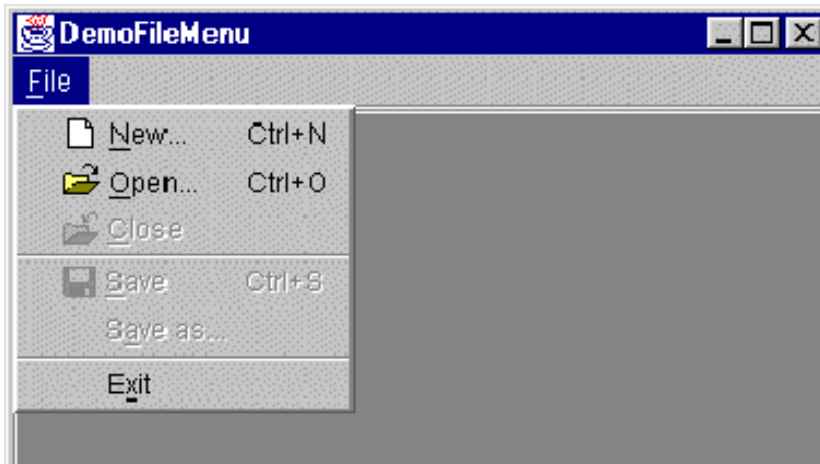 DemoFileMenu
File
New... Ctrl+N
Open... Ctrl+O
Close
Save Ctrl+S
Save as...
Exit